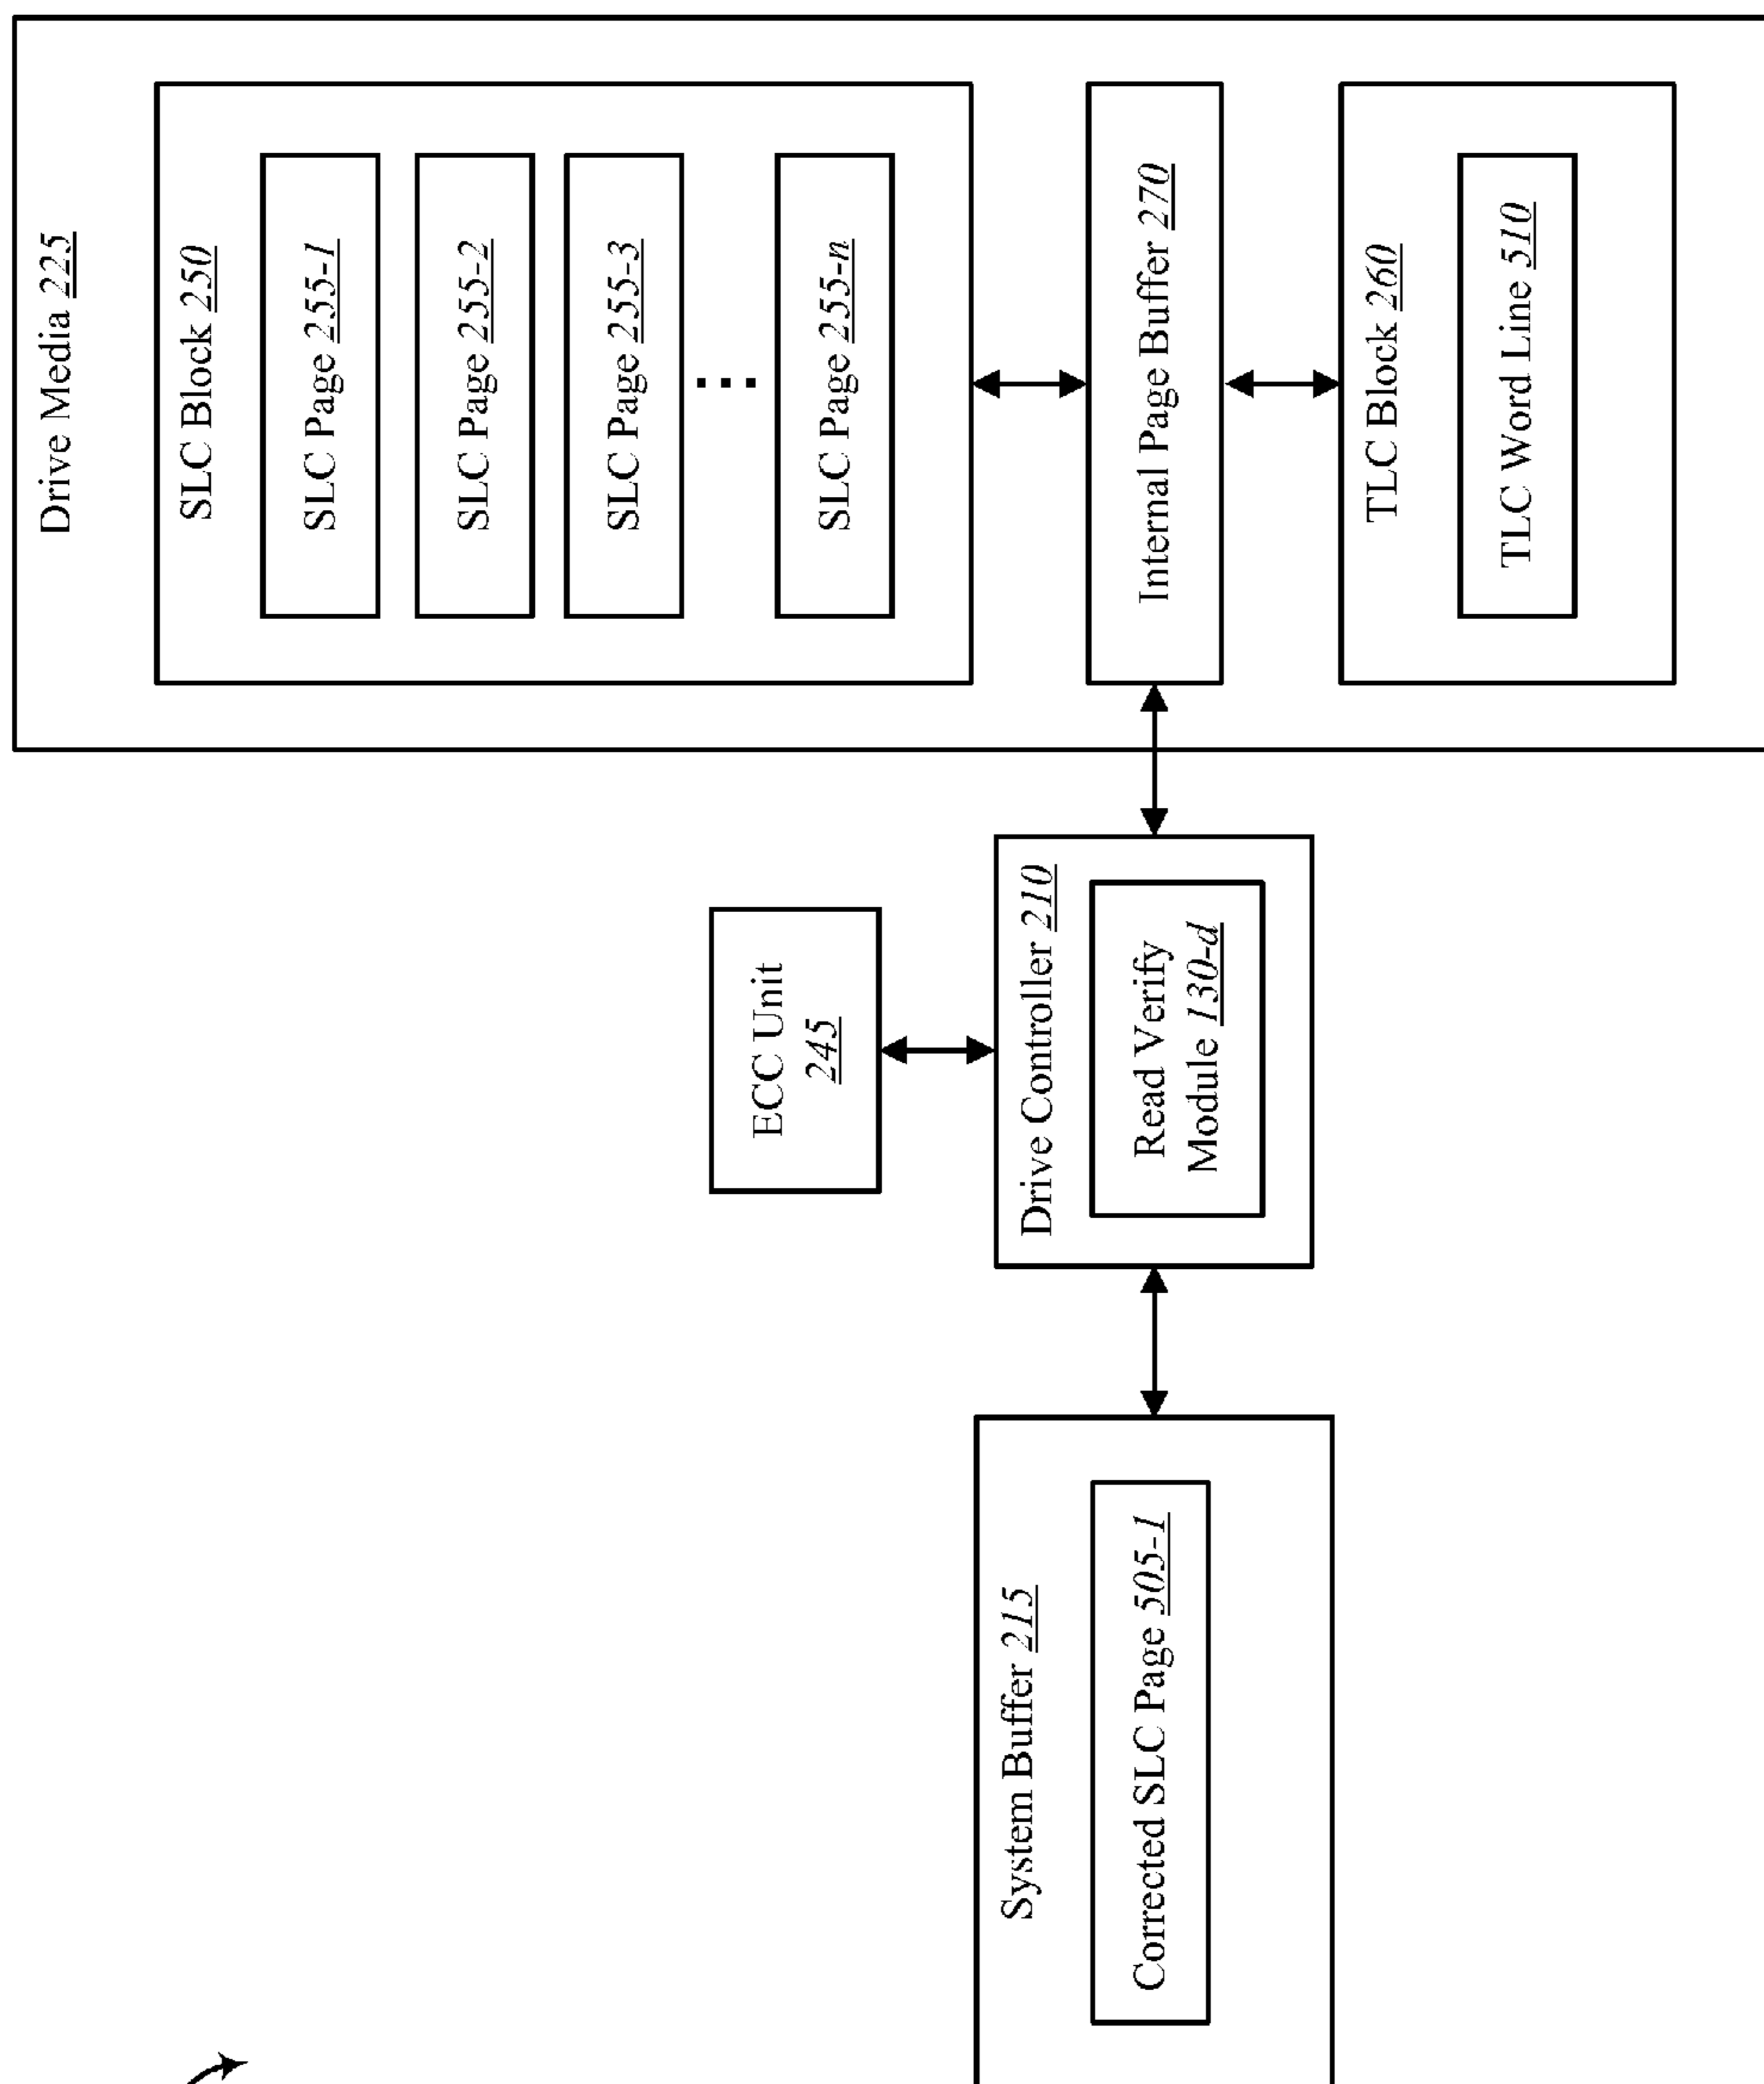 Drive Media 225
SLC Block 250
SLC Page 255-1
SLC Page 255-2
SLC Page 255-3
...
SLC Page 255-n
Internal Page Buffer 270
TLC Block 260
TLC Word Line 510
ECC Unit
245
Drive Controller 210
Read Verify
Module 130-d
System Buffer 215
Corrected SLC Page 505-1